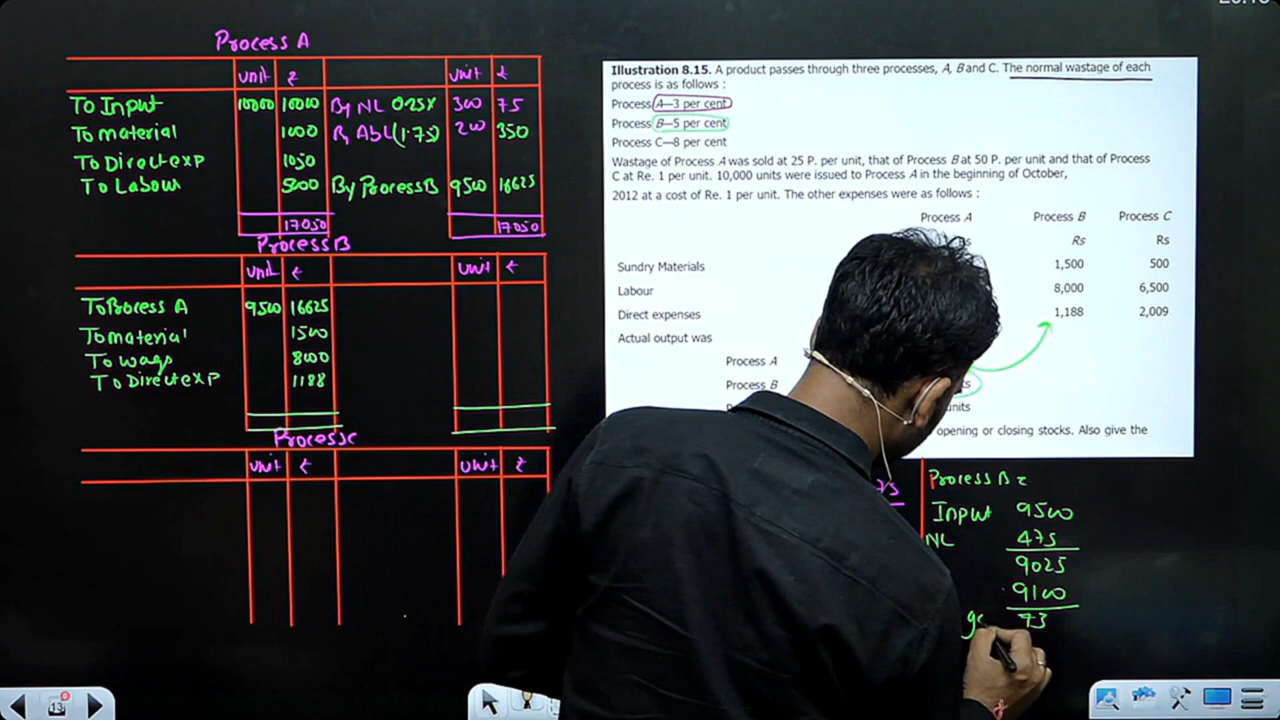 Process A
unit ₹ unit ₹
To Input 10000 10000 By NL 0.25x 300 75
To material 1000 By AbL (1.75) 200 350
To Direct exp 1050
To Labour 5000 By Process B 9500 16625
17050 17050
Process B
unit ₹ unit ₹
To Process A 9500 16625
To material 1500
To wags 8000
To Direct exp 1188
Process C
unit ₹ unit ₹
Illustration 8.15. A product passes through three processes, A, B and C. The normal wastage of each
process is as follows :
Process A—3 per cent
Process B—5 per cent
Process C—8 per cent
Wastage of Process A was sold at 25 P. per unit, that of Process B at 50 P. per unit and that of Process
C at Re. 1 per unit. 10,000 units were issued to Process A in the beginning of October,
2012 at a cost of Re. 1 per unit. The other expenses were as follows :
Process A Process B Process C
Rs Rs
Sundry Materials 1,500 500
Labour 8,000 6,500
Direct expenses 1,188 2,009
Actual output was
Process A
Process B
units
opening or closing stocks. Also give the
75
Process B =
Input 9500
NL 475
9025
9100
73
13